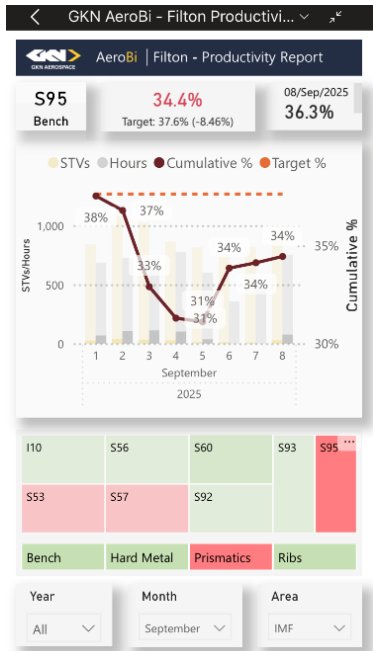 GKN AeroBi - Filton Productivi...
GKN AEROSPACE
AeroBi | Filton - Productivity Report
S95
Bench
34.4%
Target: 37.6% (-8.46%)
08/Sep/2025
36.3%
STVs Hours Cumulative % Target %
STVs/Hours
Cumulative %
1,000
500
0
35%
30%
38%
37%
33%
31%
31%
34%
34%
34%
1 2 3 4 5 6 7 8
September
2025
I10 S56 S60 S93 S95 ...
S53 S57 S92
Bench Hard Metal Prismatics Ribs
Year Month Area
All September IMF